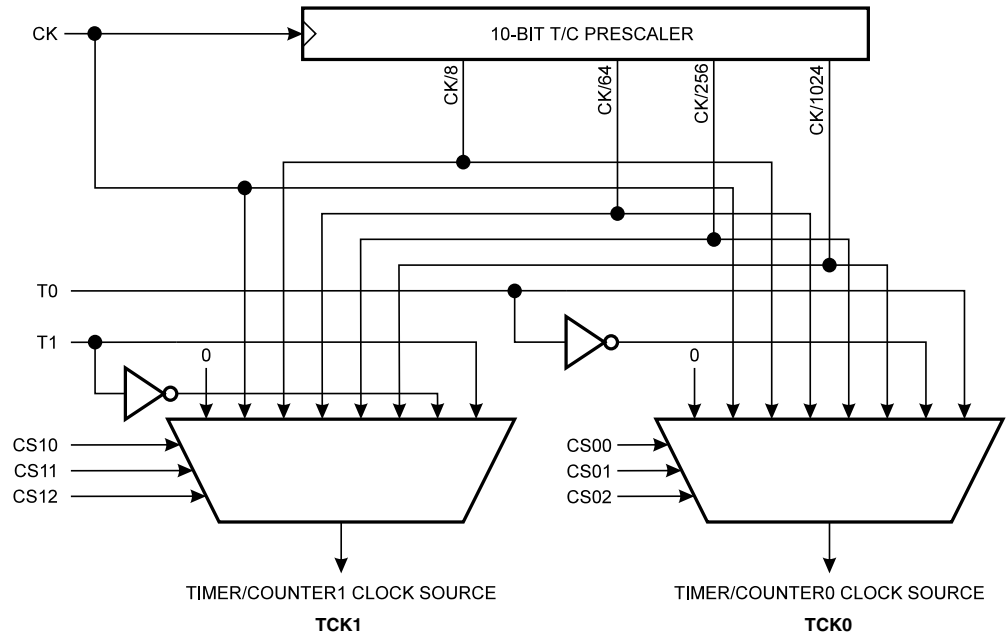 CK
10-BIT T/C PRESCALER
CK/8
CK/64
CK/256
CK/1024
T0
T1
0
0
CS10
CS11
CS12
CS00
CS01
CS02
TIMER/COUNTER1 CLOCK SOURCE
TCK1
TIMER/COUNTER0 CLOCK SOURCE
TCK0